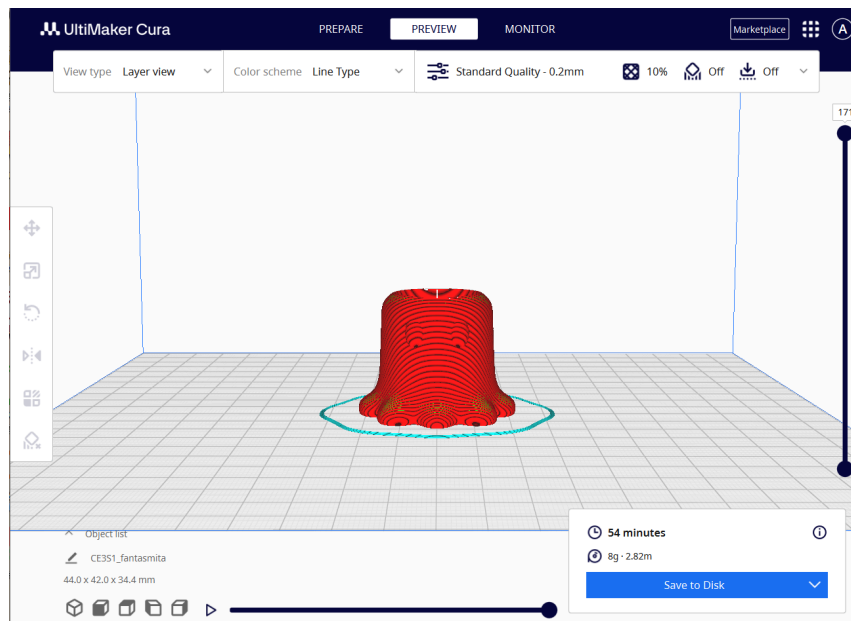 UltiMaker Cura
PREPARE
PREVIEW
MONITOR
Marketplace
A
View type Layer view
Color scheme Line Type
Standard Quality - 0.2mm
10%
Off
Off
171
Object list
CE3S1_fantasmita
44.0 x 42.0 x 34.4 mm
54 minutes
8g · 2.82m
Save to Disk